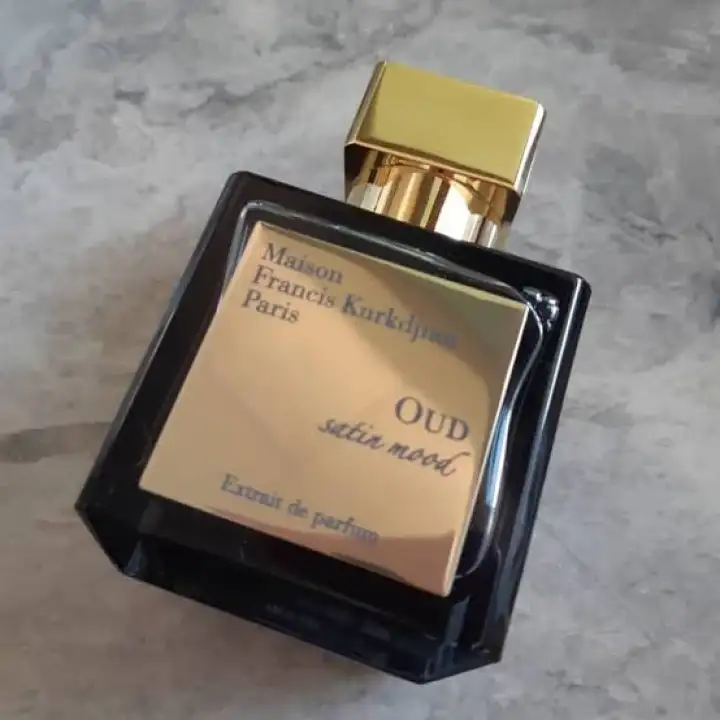 Maison
Francis Kurkdjian
Paris
OUD
satin mood
Extrait de parfum